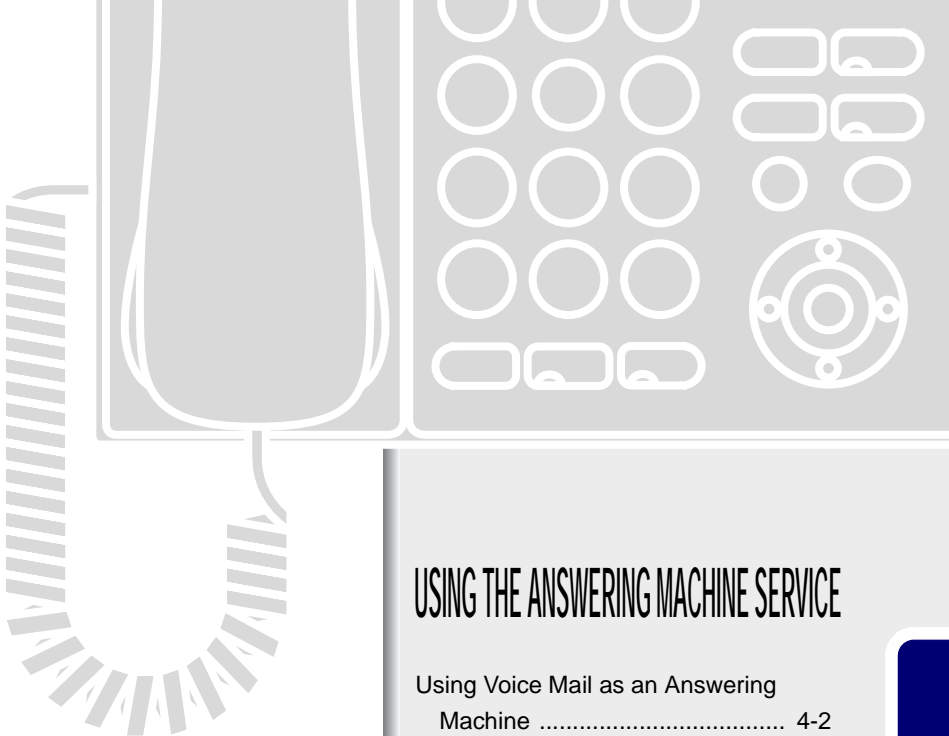 USING THE ANSWERING MACHINE SERVICE
Using Voice Mail as an Answering
Machine ..................................... 4-2